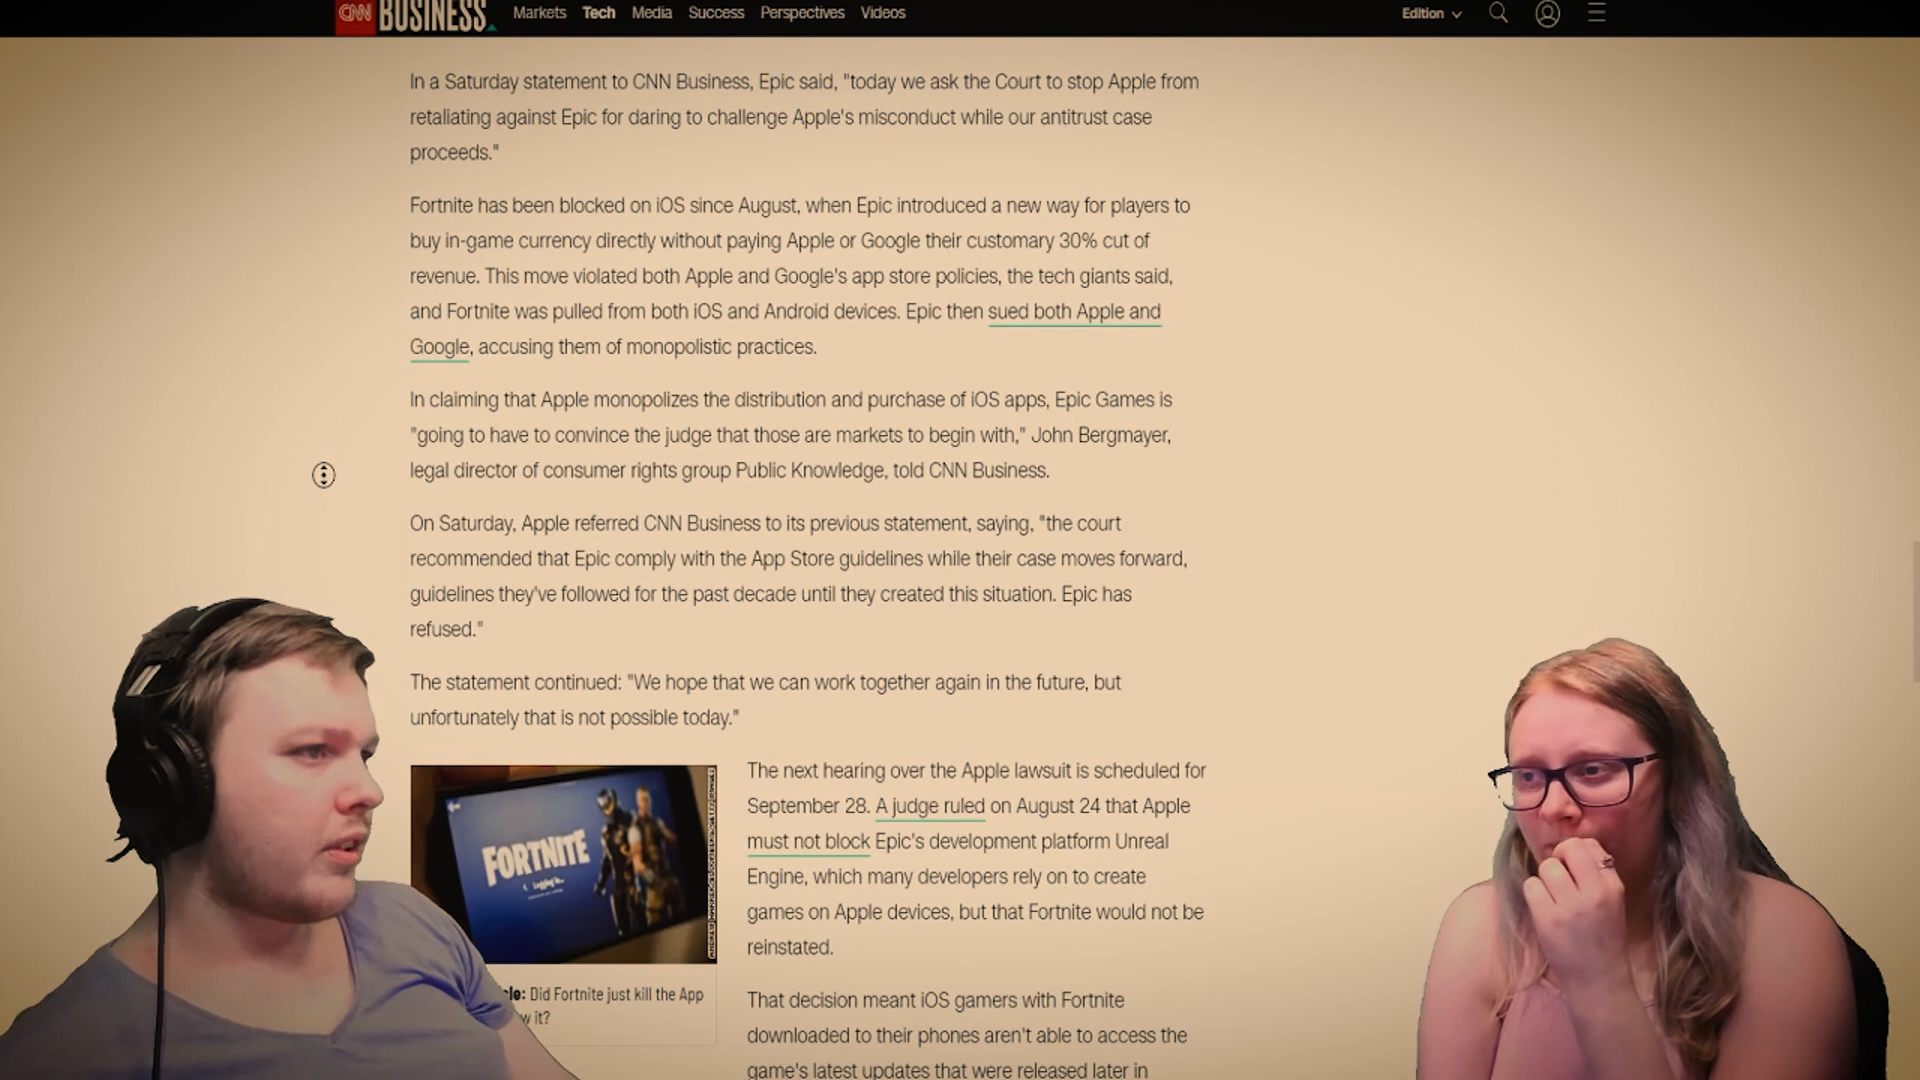 CNN BUSINESS Markets Tech Media Success Perspectives Videos Edition
In a Saturday statement to CNN Business, Epic said, "today we ask the Court to stop Apple from
retaliating against Epic for daring to challenge Apple's misconduct while our antitrust case
proceeds."
Fortnite has been blocked on iOS since August, when Epic introduced a new way for players to
buy in-game currency directly without paying Apple or Google their customary 30% cut of
revenue. This move violated both Apple and Google's app store policies, the tech giants said,
and Fortnite was pulled from both iOS and Android devices. Epic then sued both Apple and
Google, accusing them of monopolistic practices.
In claiming that Apple monopolizes the distribution and purchase of iOS apps, Epic Games is
"going to have to convince the judge that those are markets to begin with," John Bergmayer,
legal director of consumer rights group Public Knowledge, told CNN Business.
On Saturday, Apple referred CNN Business to its previous statement, saying, "the court
recommended that Epic comply with the App Store guidelines while their case moves forward,
guidelines they've followed for the past decade until they created this situation. Epic has
refused."
The statement continued: "We hope that we can work together again in the future, but
unfortunately that is not possible today."
FORTNITE
Logging in...
cle: Did Fortnite just kill the App
w it?
The next hearing over the Apple lawsuit is scheduled for
September 28. A judge ruled on August 24 that Apple
must not block Epic's development platform Unreal
Engine, which many developers rely on to create
games on Apple devices, but that Fortnite would not be
reinstated.
That decision meant iOS gamers with Fortnite
downloaded to their phones aren't able to access the
game's latest updates that were released later in